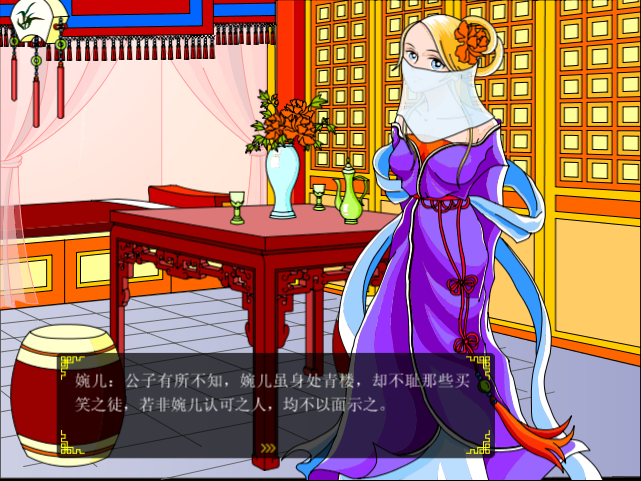 婉儿：公子有所不知，婉儿虽身处青楼，却不耻那些买
笑之徒，若非婉儿认可之人，均不以面示之。